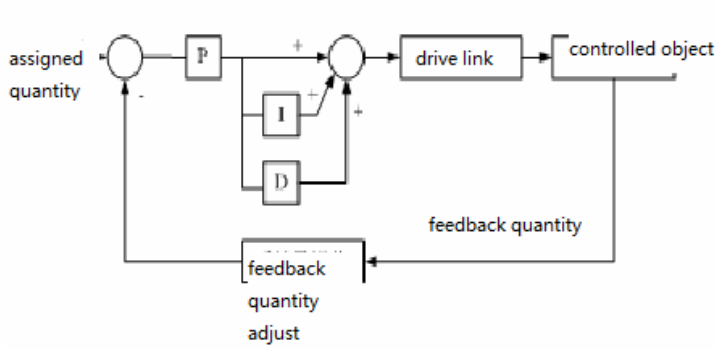 assigned
quantity
-
P
+
I
+
D
+
drive link
controlled object
feedback quantity
feedback
quantity
adjust